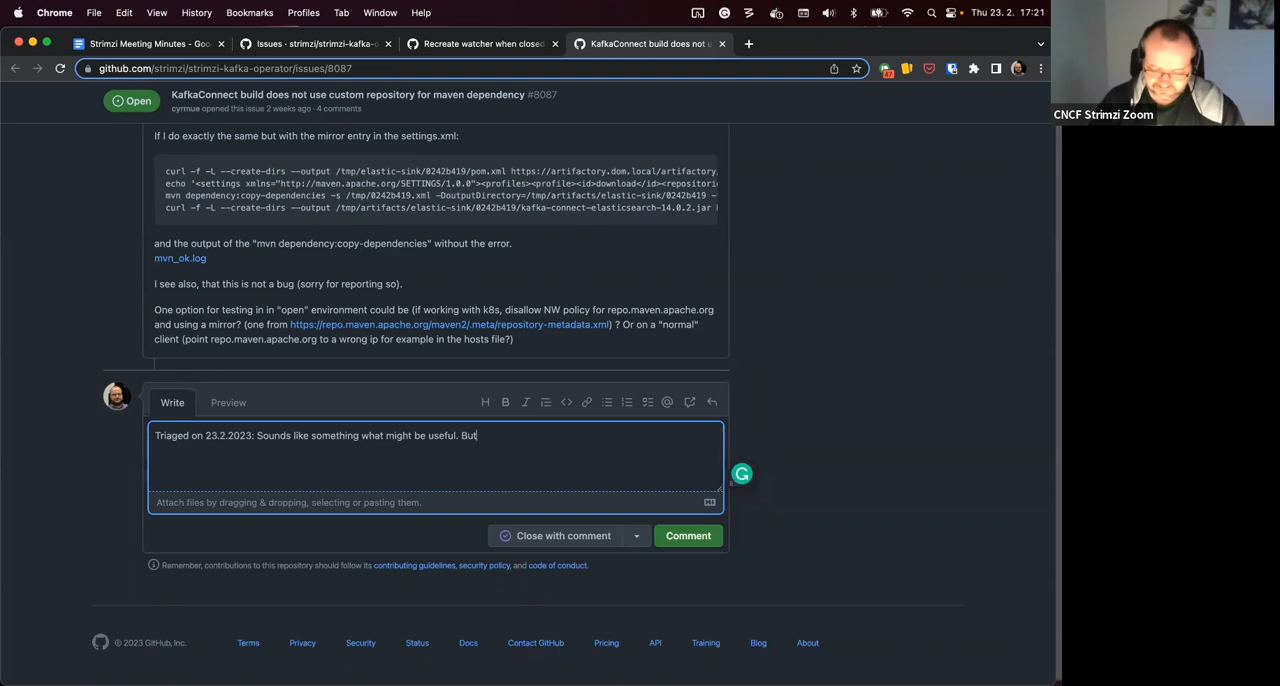 Chrome File Edit View History Bookmarks Profiles Tab Window Help Thu 23. 2. 17:21
Strimzi Meeting Minutes - Goo Issues · strimzi/strimzi-kafka-o Recreate watcher when closed KafkaConnect build does not u
github.com/strimzi/strimzi-kafka-operator/issues/8087 47
CNCF Strimzi Zoom
Open KafkaConnect build does not use custom repository for maven dependency #8087
cyrmue opened this issue 2 weeks ago · 4 comments
If I do exactly the same but with the mirror entry in the settings.xml:
curl -f -L --create-dirs --output /tmp/elastic-sink/0242b419/pom.xml https://artifactory.dom.local/artifactory,
echo '<settings xmlns="http://maven.apache.org/SETTINGS/1.0.0"><profiles><profile><id>download</id><repositorie
mvn dependency:copy-dependencies -s /tmp/0242b419.xml -DoutputDirectory=/tmp/artifacts/elastic-sink/0242b419
curl -f -L --create-dirs --output /tmp/artifacts/elastic-sink/0242b419/kafka-connect-elasticsearch-14.0.2.jar
and the output of the "mvn dependency:copy-dependencies" without the error.
mvn_ok.log
I see also, that this is not a bug (sorry for reporting so).
One option for testing in in "open" environment could be (if working with k8s, disallow NW policy for repo.maven.apache.org
and using a mirror? (one from https://repo.maven.apache.org/maven2/.meta/repository-metadata.xml) ? Or on a "normal"
client (point repo.maven.apache.org to a wrong ip for example in the hosts file?)
Write Preview
Triaged on 23.2.2023: Sounds like something what might be useful. But
Attach files by dragging & dropping, selecting or pasting them.
Close with comment Comment
Remember, contributions to this repository should follow its contributing guidelines, security policy, and code of conduct.
© 2023 GitHub, Inc. Terms Privacy Security Status Docs Contact GitHub Pricing API Training Blog About